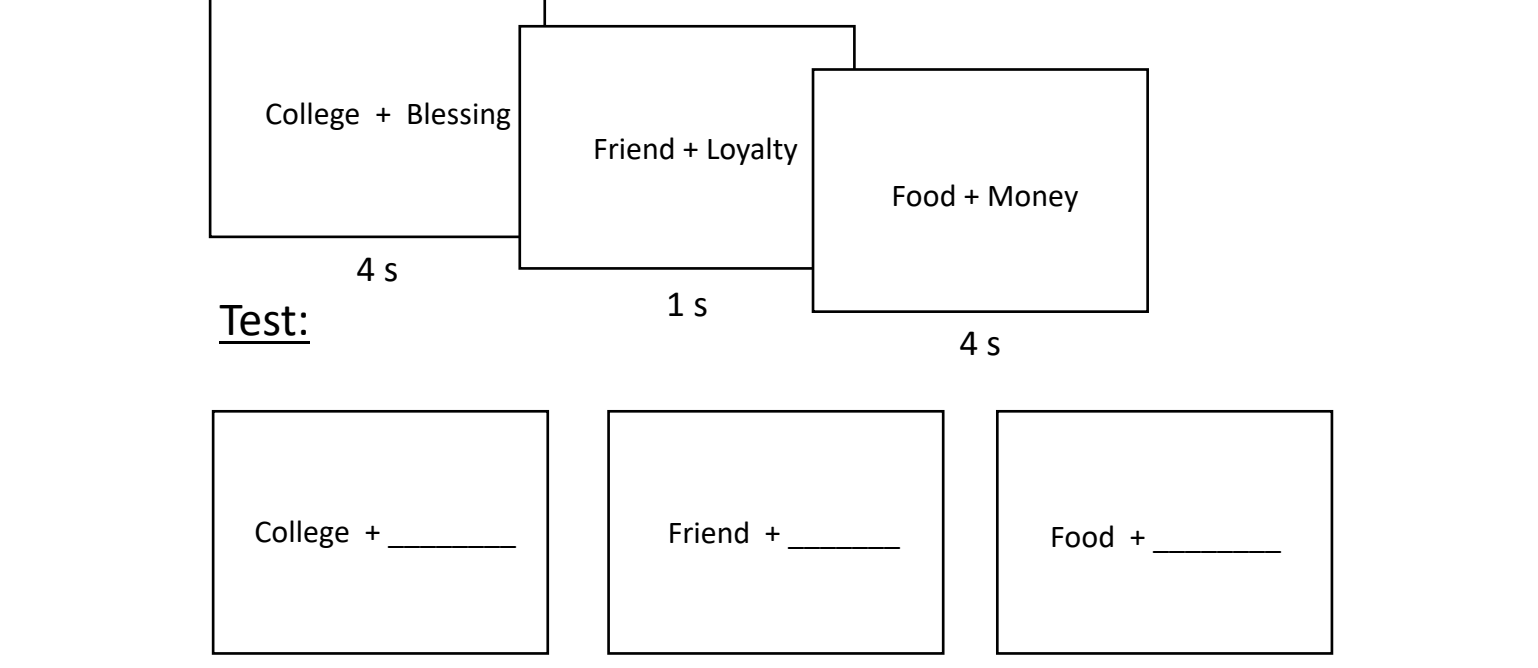 College + Blessing
Friend + Loyalty
Food + Money
4 s
1 s
4 s
Test:
College + ________
Friend + _______
Food + ________